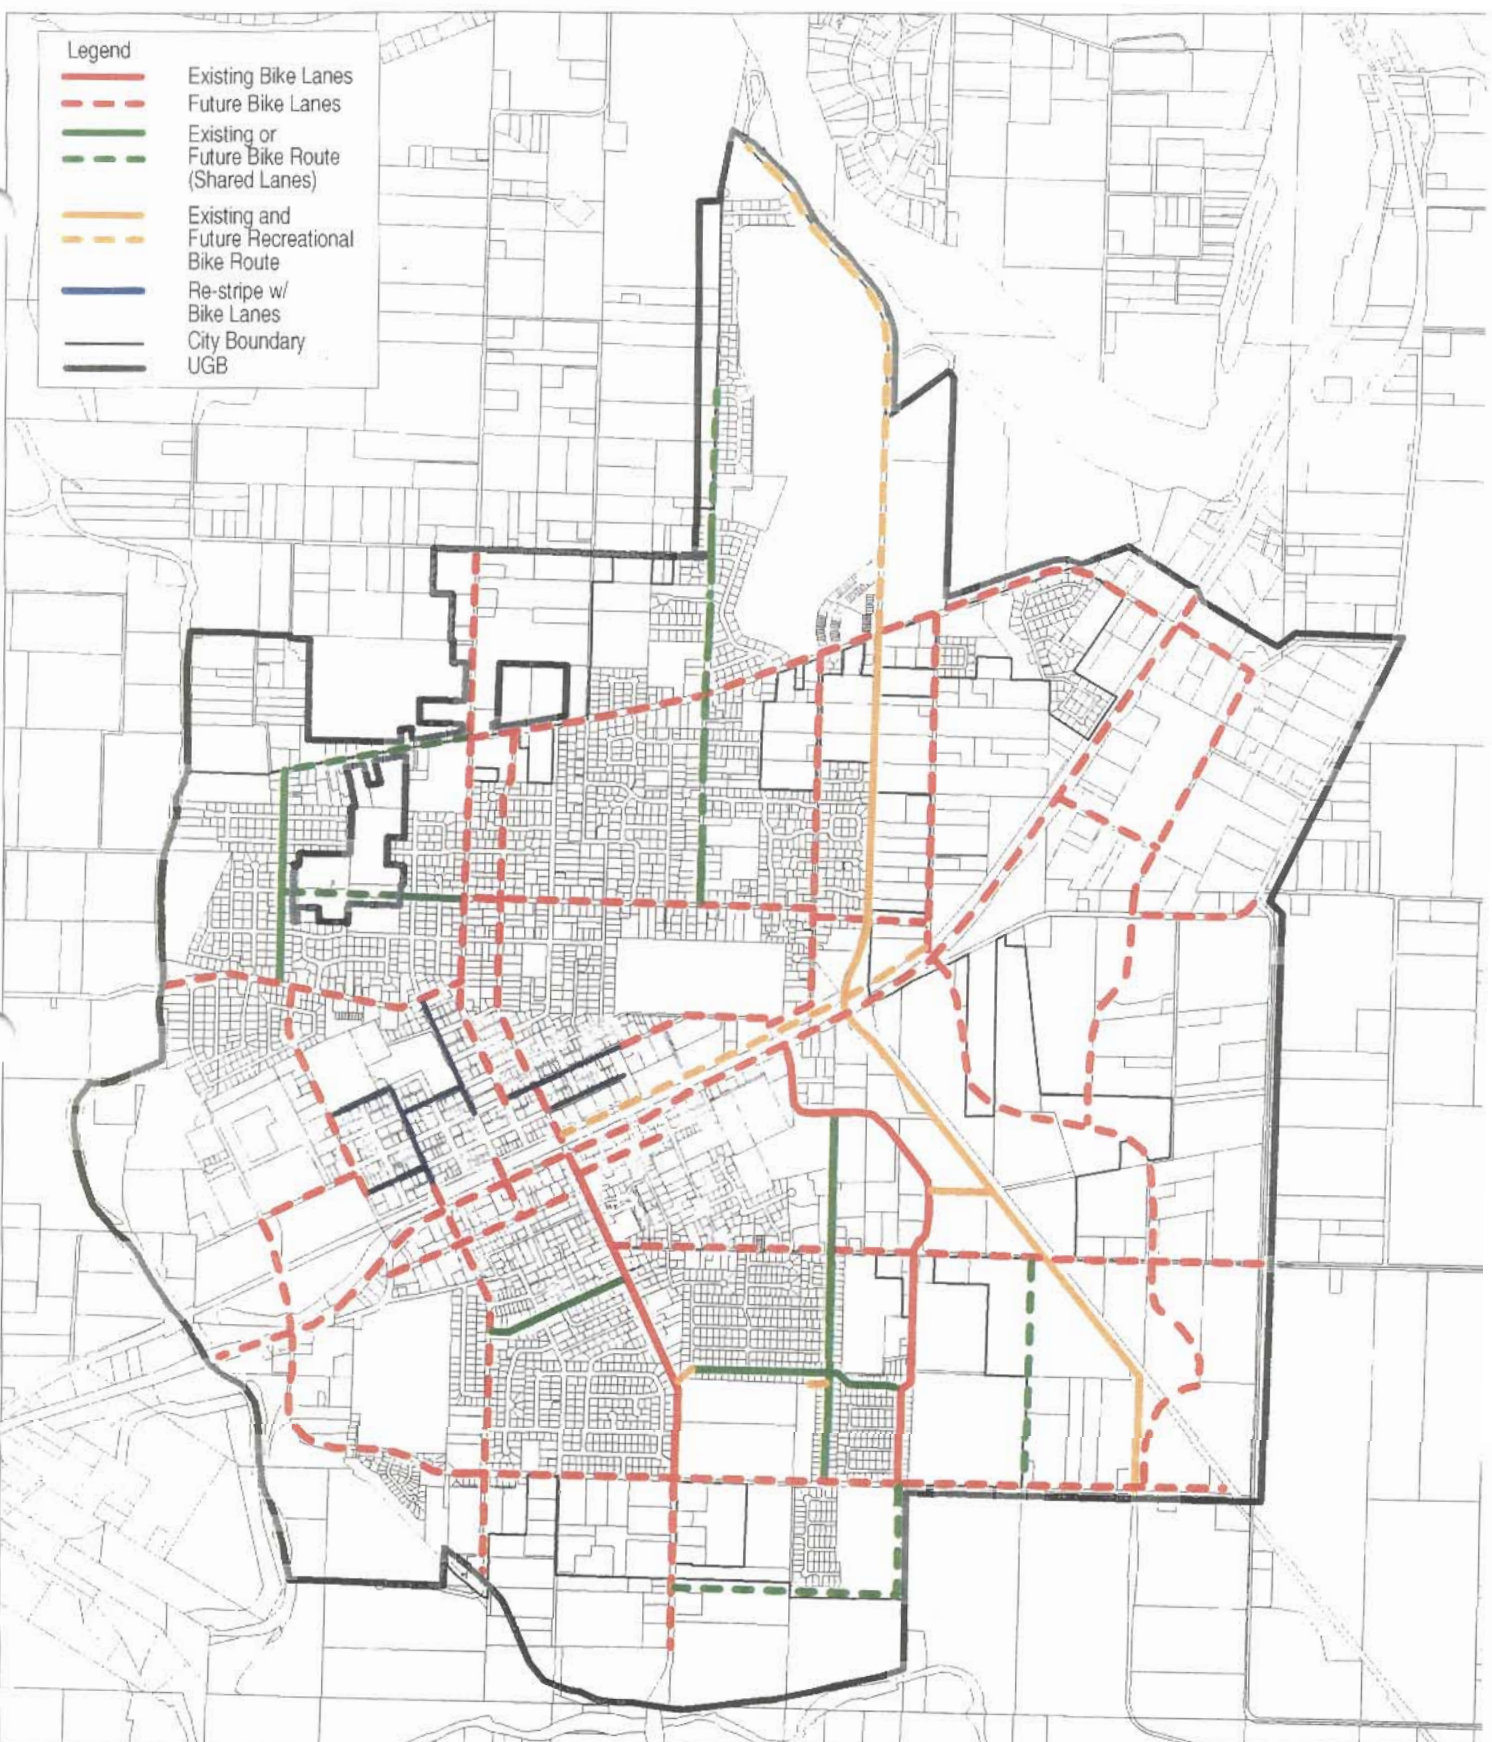 Legend
Existing Bike Lanes
Future Bike Lanes
Existing or
Future Bike Route
(Shared Lanes)
Existing and
Future Recreational
Bike Route
Re-stripe w/
Bike Lanes
City Boundary
UGB